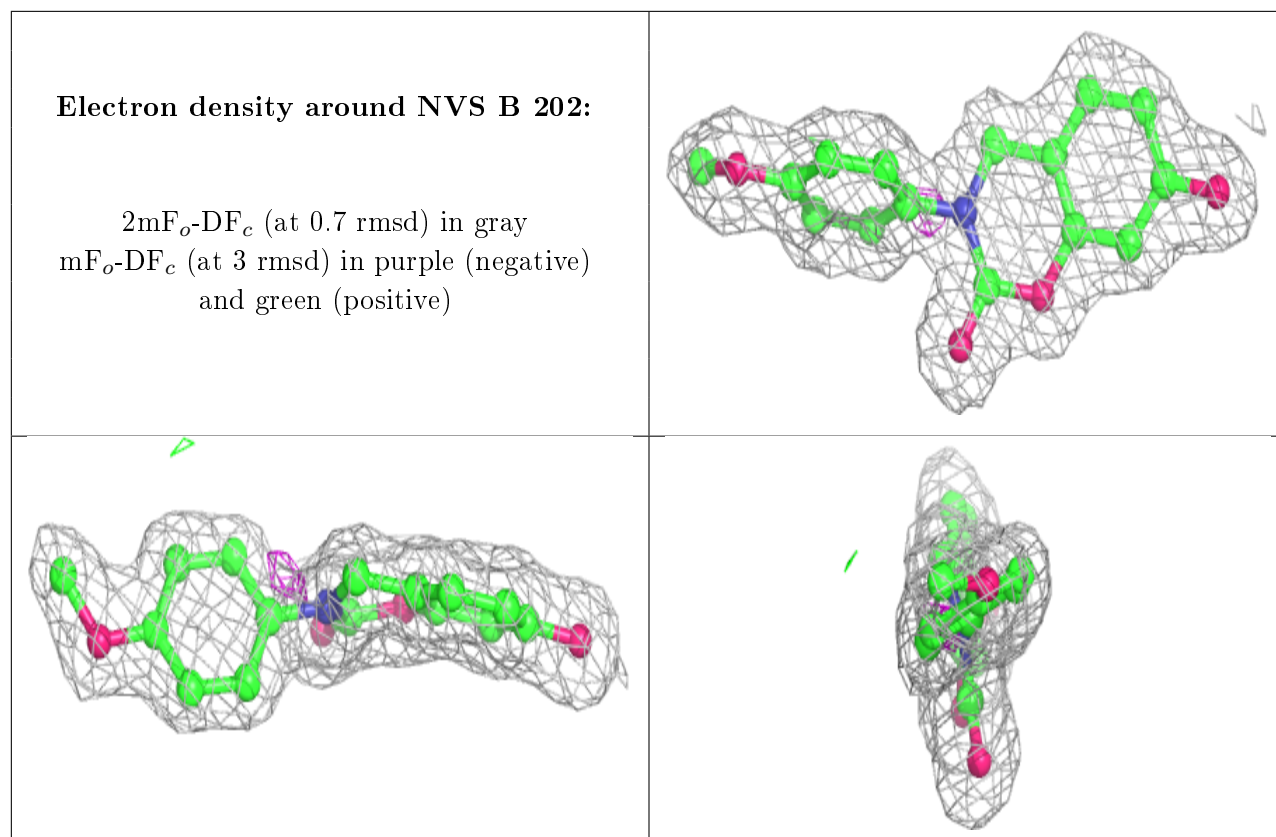 Electron density around NVS B 202:
2mFₒ-DF𝒸 (at 0.7 rmsd) in gray
mFₒ-DF𝒸 (at 3 rmsd) in purple (negative)
and green (positive)